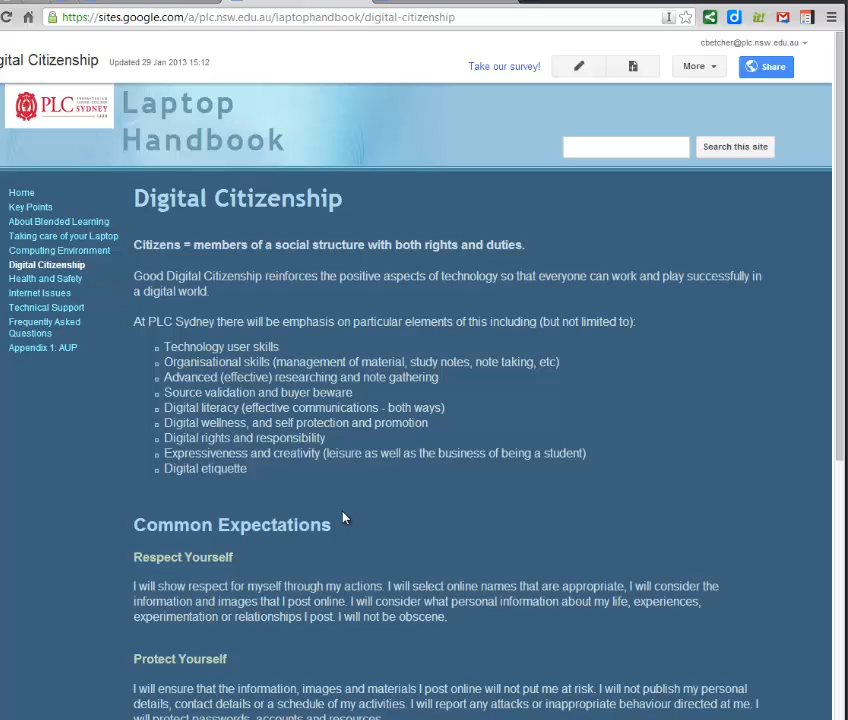 https://sites.google.com/a/plc.nsw.edu.au/laptophandbook/digital-citizenship
cbetcher@plc.nsw.edu.au
gital Citizenship Updated 29 Jan 2013 15:12
Take our survey!
More
Share
PLC
SYDNEY
Laptop
Handbook
Search this site
Home
Key Points
About Blended Learning
Taking care of your Laptop
Computing Environment
Digital Citizenship
Health and Safety
Internet Issues
Technical Support
Frequently Asked
Questions
Appendix 1: AUP
Digital Citizenship
Citizens = members of a social structure with both rights and duties.
Good Digital Citizenship reinforces the positive aspects of technology so that everyone can work and play successfully in
a digital world.
At PLC Sydney there will be emphasis on particular elements of this including (but not limited to):
Technology user skills
Organisational skills (management of material, study notes, note taking, etc)
Advanced (effective) researching and note gathering
Source validation and buyer beware
Digital literacy (effective communications - both ways)
Digital wellness, and self protection and promotion
Digital rights and responsibility
Expressiveness and creativity (leisure as well as the business of being a student)
Digital etiquette
Common Expectations
Respect Yourself
I will show respect for myself through my actions. I will select online names that are appropriate, I will consider the
information and images that I post online. I will consider what personal information about my life, experiences,
experimentation or relationships I post. I will not be obscene.
Protect Yourself
I will ensure that the information, images and materials I post online will not put me at risk. I will not publish my personal
details, contact details or a schedule of my activities. I will report any attacks or inappropriate behaviour directed at me. I
will protect passwords, accounts and resources.